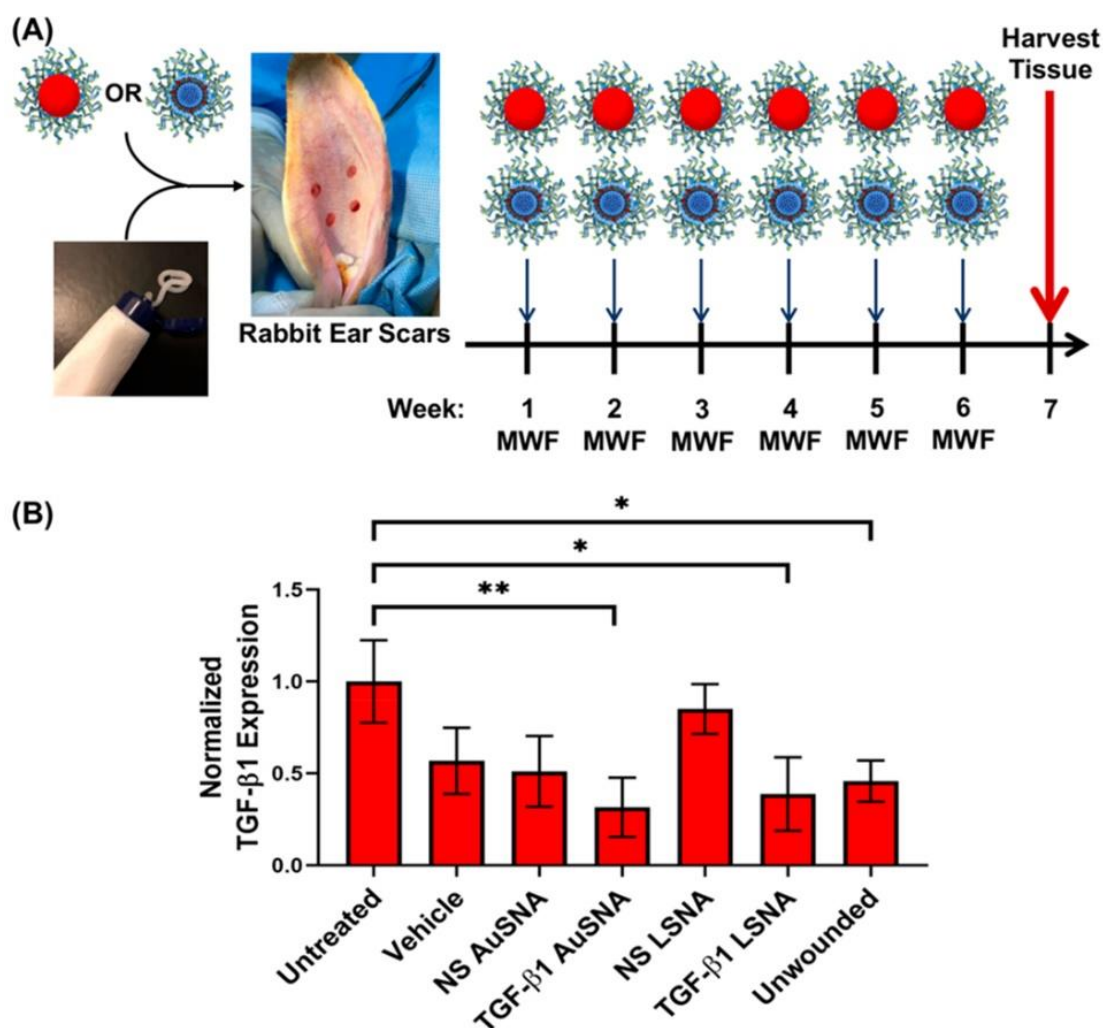 (A)
OR
Harvest
Tissue
Rabbit Ear Scars
Week: 1 2 3 4 5 6 7
MWF MWF MWF MWF MWF MWF
(B)
*
*
**
Normalized
TGF-β1 Expression
1.5
1.0
0.5
0.0
Untreated
Vehicle
NS AuSNA
TGF-β1 AuSNA
NS LSNA
TGF-β1 LSNA
Unwounded